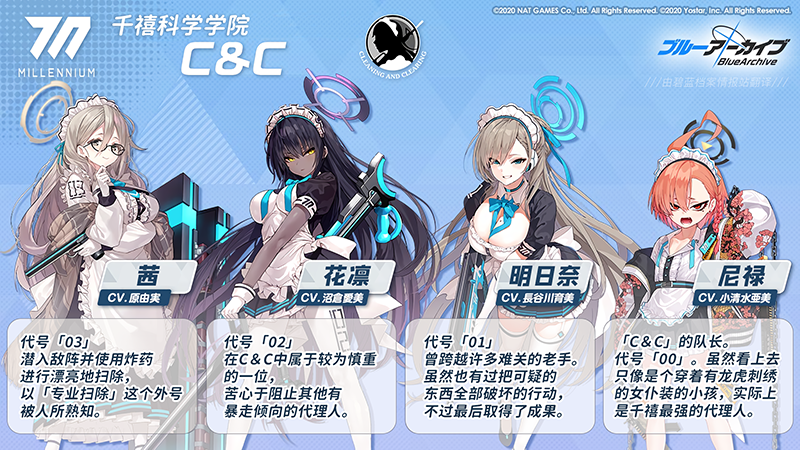 ©2020 NAT GAMES Co., Ltd. All Rights Reserved. ©2020 Yostar, Inc. All Rights Reserved.
MILLENNIUM
千禧科学学院
C&C
CLEANING AND CLEARING
ブルーアーカイブ
BlueArchive
///由碧蓝档案情报站翻译///
茜
CV.原由実
代号「03」
潜入敌阵并使用炸药
进行漂亮地扫除，
以「专业扫除」这个外号
被人所熟知。
花凛
CV.沼倉愛美
代号「02」
在C&C中属于较为慎重
的一位，
苦心于阻止其他有
暴走倾向的代理人。
明日奈
CV.長谷川育美
代号「01」
曾跨越许多难关的老手。
虽然也有过把可疑的
东西全部破坏的行动，
不过最后取得了成果。
尼禄
CV.小清水亜美
「C&C」的队长。
代号「00」。虽然看上去
只像是个穿着有龙虎刺绣
的女仆装的小孩，实际上
是千禧最强的代理人。